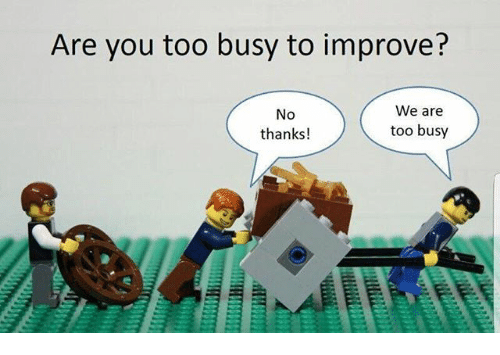 Are you too busy to improve?
No
thanks!
We are
too busy